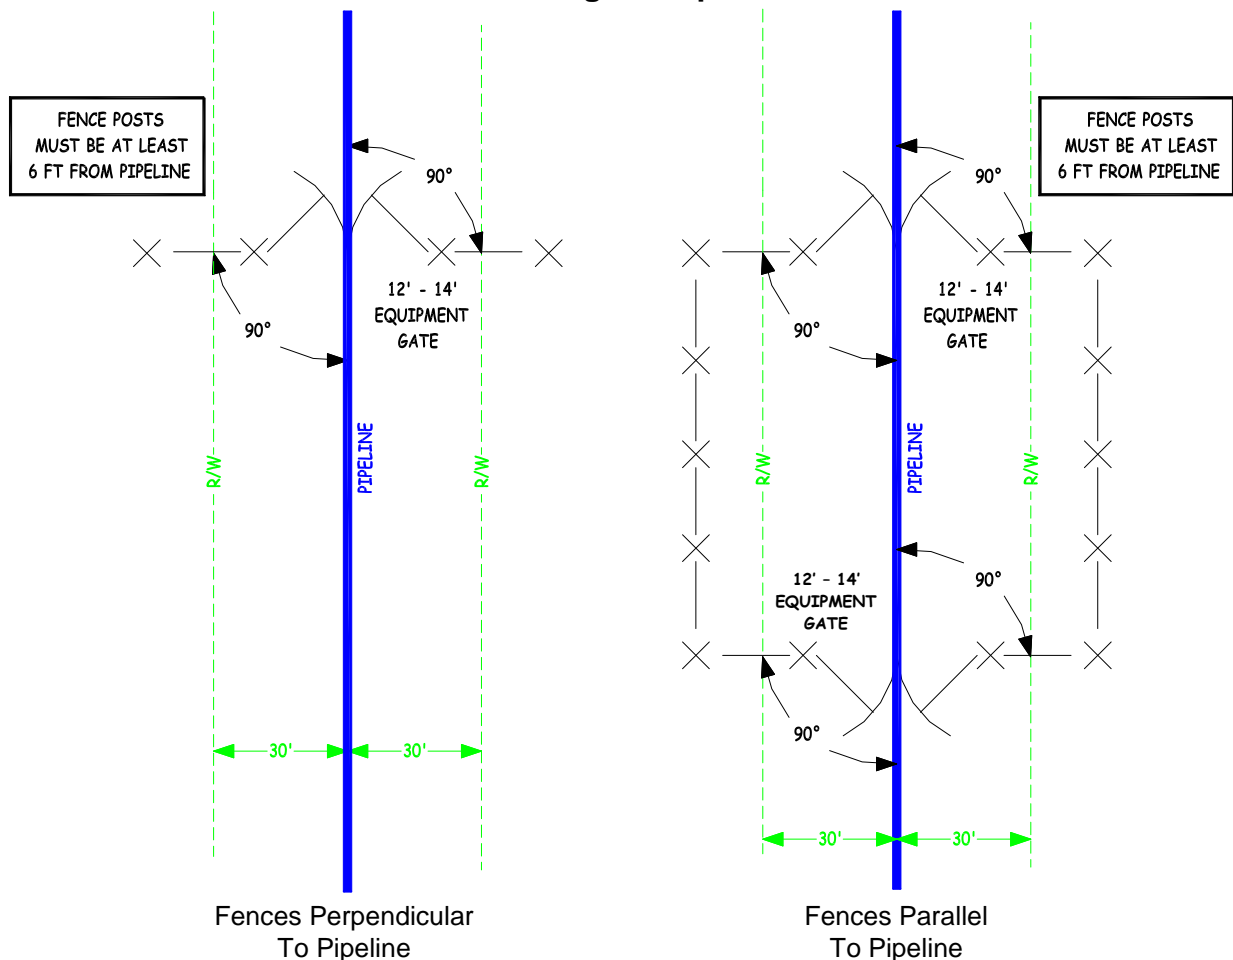 FENCE POSTS
MUST BE AT LEAST
6 FT FROM PIPELINE
90°
12' - 14'
EQUIPMENT
GATE
90°
R/W
PIPELINE
R/W
30'
30'
Fences Perpendicular
To Pipeline
FENCE POSTS
MUST BE AT LEAST
6 FT FROM PIPELINE
90°
12' - 14'
EQUIPMENT
GATE
90°
R/W
PIPELINE
R/W
12' - 14'
EQUIPMENT
GATE
90°
90°
30'
30'
Fences Parallel
To Pipeline